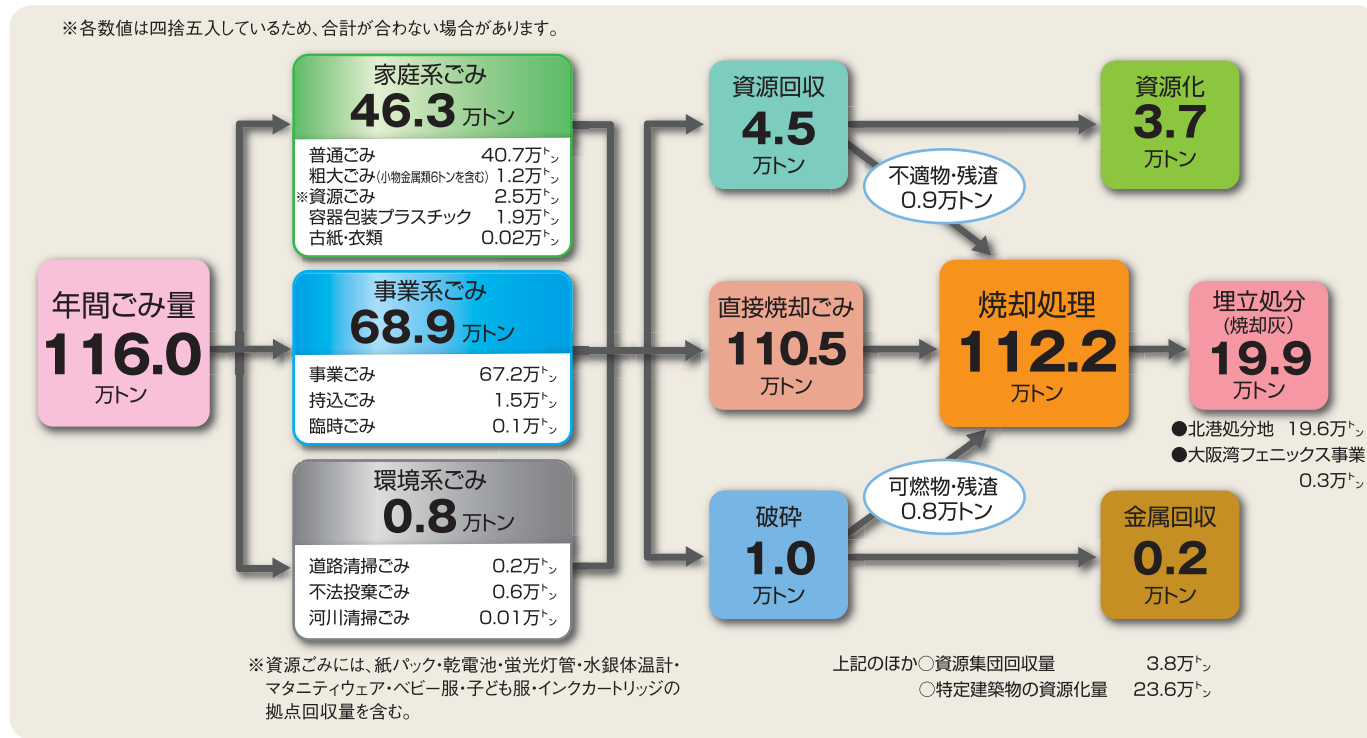 ※各数値は四捨五入しているため、合計が合わない場合があります。
年間ごみ量
116.0
万トン
家庭系ごみ
46.3 万トン
普通ごみ 40.7万トン
粗大ごみ(小物金属類6トンを含む) 1.2万トン
※資源ごみ 2.5万トン
容器包装プラスチック 1.9万トン
古紙・衣類 0.02万トン
事業系ごみ
68.9 万トン
事業ごみ 67.2万トン
持込ごみ 1.5万トン
臨時ごみ 0.1万トン
環境系ごみ
0.8 万トン
道路清掃ごみ 0.2万トン
不法投棄ごみ 0.6万トン
河川清掃ごみ 0.01万トン
※資源ごみには、紙パック・乾電池・蛍光灯管・水銀体温計・
マタニティウェア・ベビー服・子ども服・インクカートリッジの
拠点回収量を含む。
資源回収
4.5
万トン
不適物・残渣
0.9万トン
資源化
3.7
万トン
直接焼却ごみ
110.5
万トン
焼却処理
112.2
万トン
埋立処分
(焼却灰)
19.9
万トン
●北港処分地 19.6万トン
●大阪湾フェニックス事業
0.3万トン
破砕
1.0
万トン
可燃物・残渣
0.8万トン
金属回収
0.2
万トン
上記のほか○資源集団回収量 3.8万トン
○特定建築物の資源化量 23.6万トン